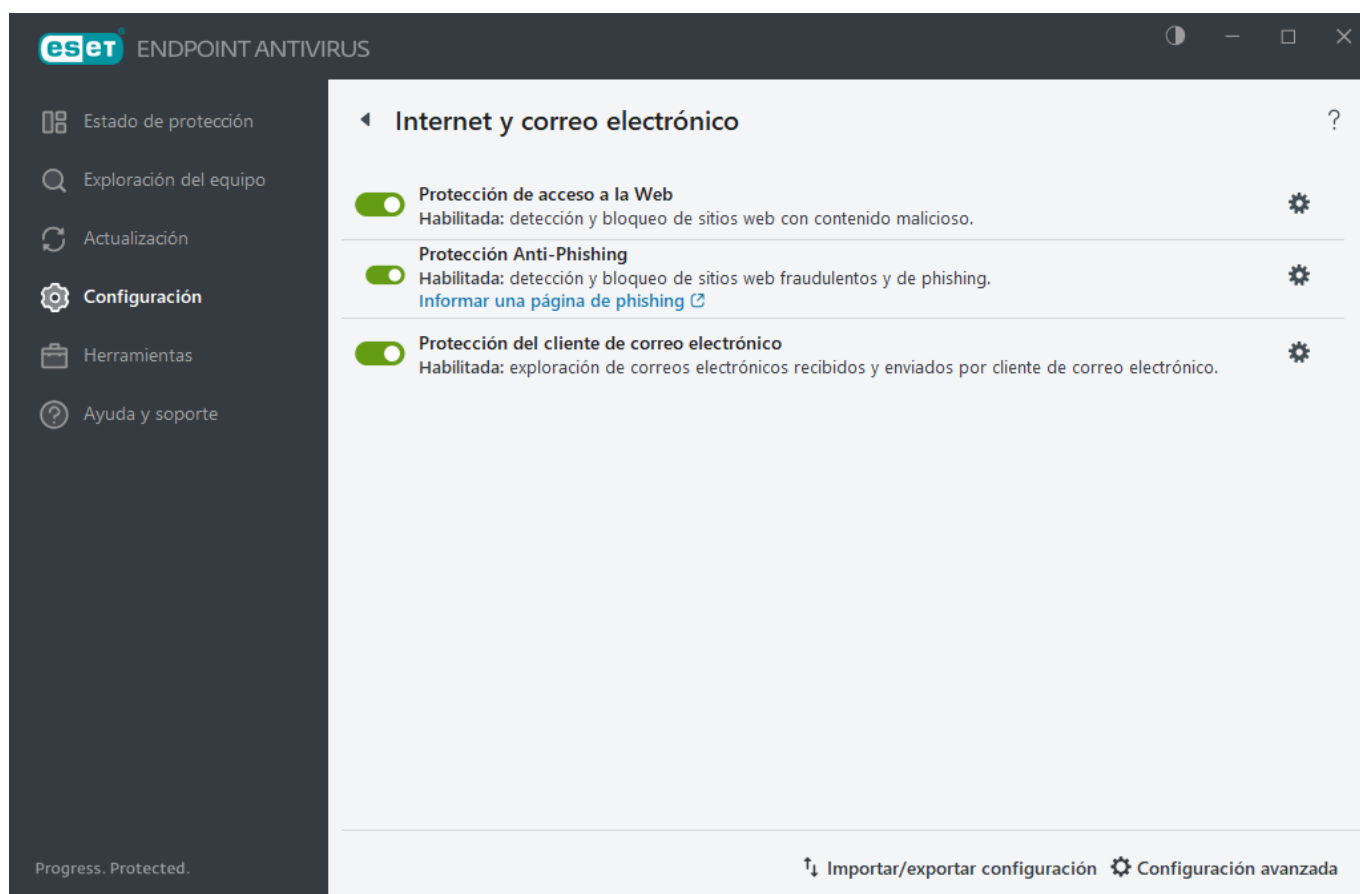 eset ENDPOINT ANTIVIRUS
Estado de protección
Exploración del equipo
Actualización
Configuración
Herramientas
Ayuda y soporte
Progress. Protected.
Internet y correo electrónico
?
Protección de acceso a la Web
Habilitada: detección y bloqueo de sitios web con contenido malicioso.
Protección Anti-Phishing
Habilitada: detección y bloqueo de sitios web fraudulentos y de phishing.
Informar una página de phishing
Protección del cliente de correo electrónico
Habilitada: exploración de correos electrónicos recibidos y enviados por cliente de correo electrónico.
Importar/exportar configuración Configuración avanzada